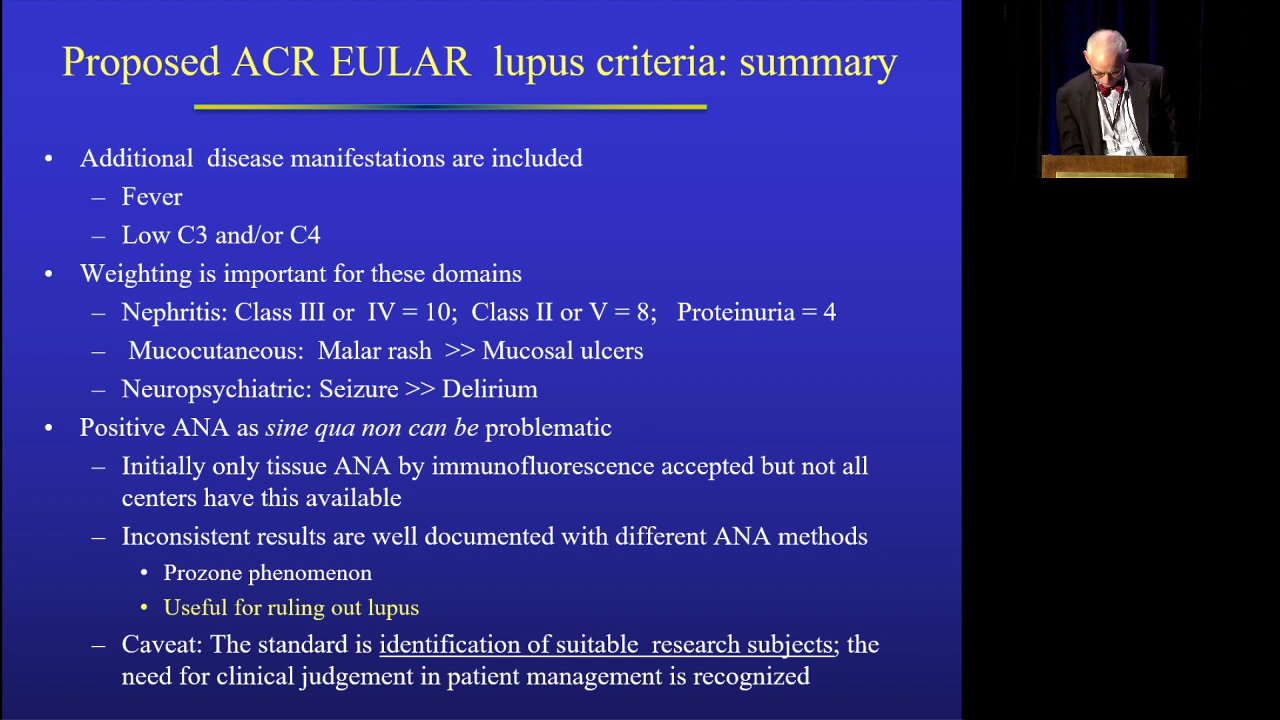 Proposed ACR EULAR lupus criteria: summary
• Additional disease manifestations are included
– Fever
– Low C3 and/or C4
• Weighting is important for these domains
– Nephritis: Class III or IV = 10; Class II or V = 8; Proteinuria = 4
– Mucocutaneous: Malar rash >> Mucosal ulcers
– Neuropsychiatric: Seizure >> Delirium
• Positive ANA as sine qua non can be problematic
– Initially only tissue ANA by immunofluorescence accepted but not all
centers have this available
– Inconsistent results are well documented with different ANA methods
• Prozone phenomenon
• Useful for ruling out lupus
– Caveat: The standard is identification of suitable research subjects; the
need for clinical judgement in patient management is recognized